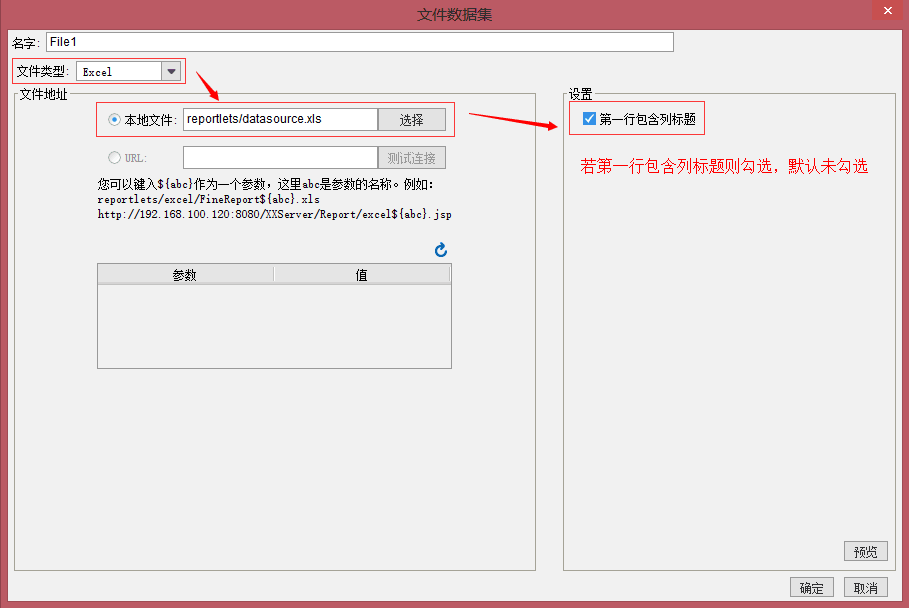 文件数据集
名字: File1
文件类型: Excel
文件地址
本地文件: reportlets/datasource.xls 选择
URL: 测试连接
您可以键入${abc}作为一个参数，这里abc是参数的名称。例如：
reportlets/excel/FineReport${abc}.xls
http://192.168.100.120:8080/XXServer/Report/excel${abc}.jsp
参数 值
设置
第一行包含列标题
若第一行包含列标题则勾选，默认未勾选
预览
确定 取消